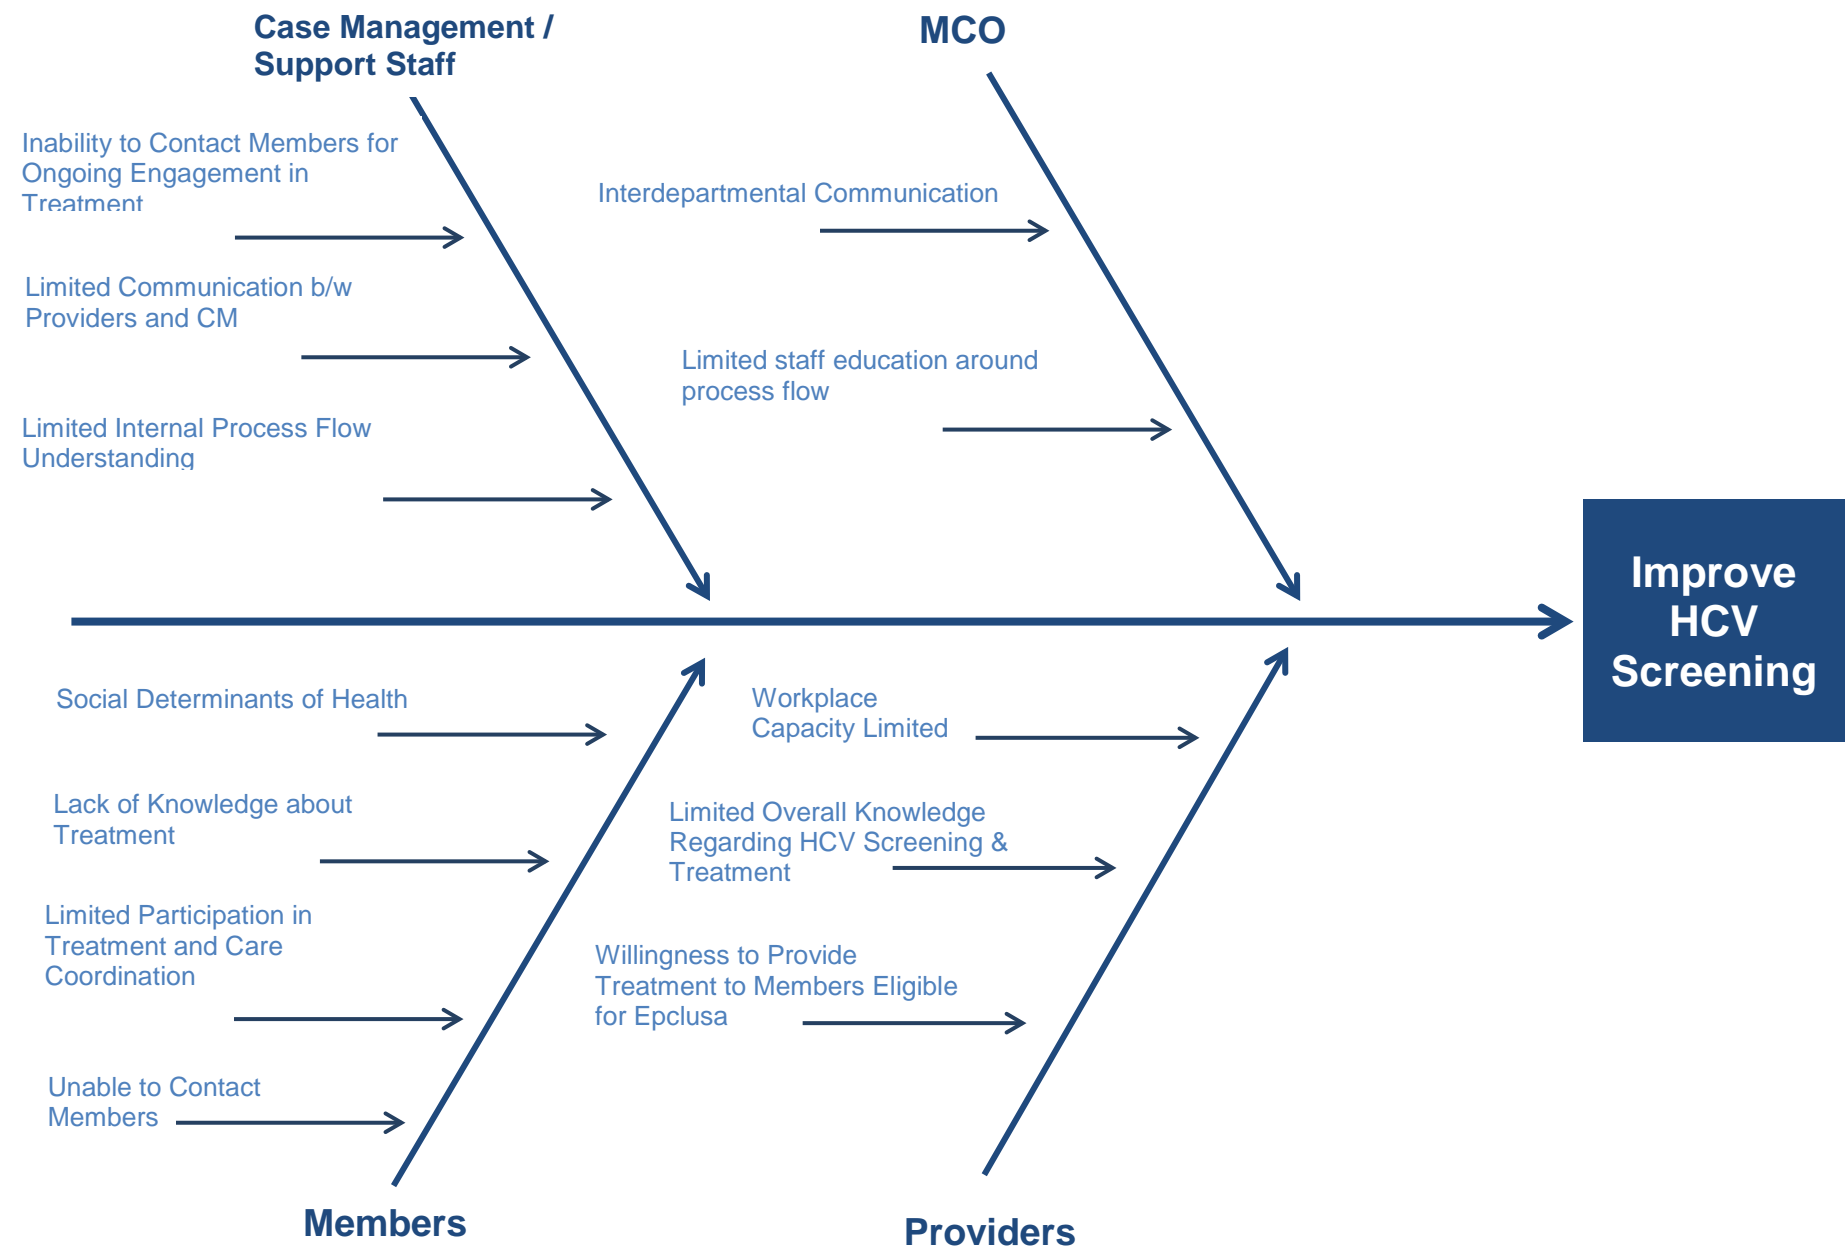 Case Management /
Support Staff
MCO
Inability to Contact Members for
Ongoing Engagement in
Treatment
Interdepartmental Communication
Limited Communication b/w
Providers and CM
Limited staff education around
process flow
Limited Internal Process Flow
Understanding
Improve
HCV
Screening
Social Determinants of Health
Workplace
Capacity Limited
Lack of Knowledge about
Treatment
Limited Overall Knowledge
Regarding HCV Screening &
Treatment
Limited Participation in
Treatment and Care
Coordination
Willingness to Provide
Treatment to Members Eligible
for Epclusa
Unable to Contact
Members
Members
Providers